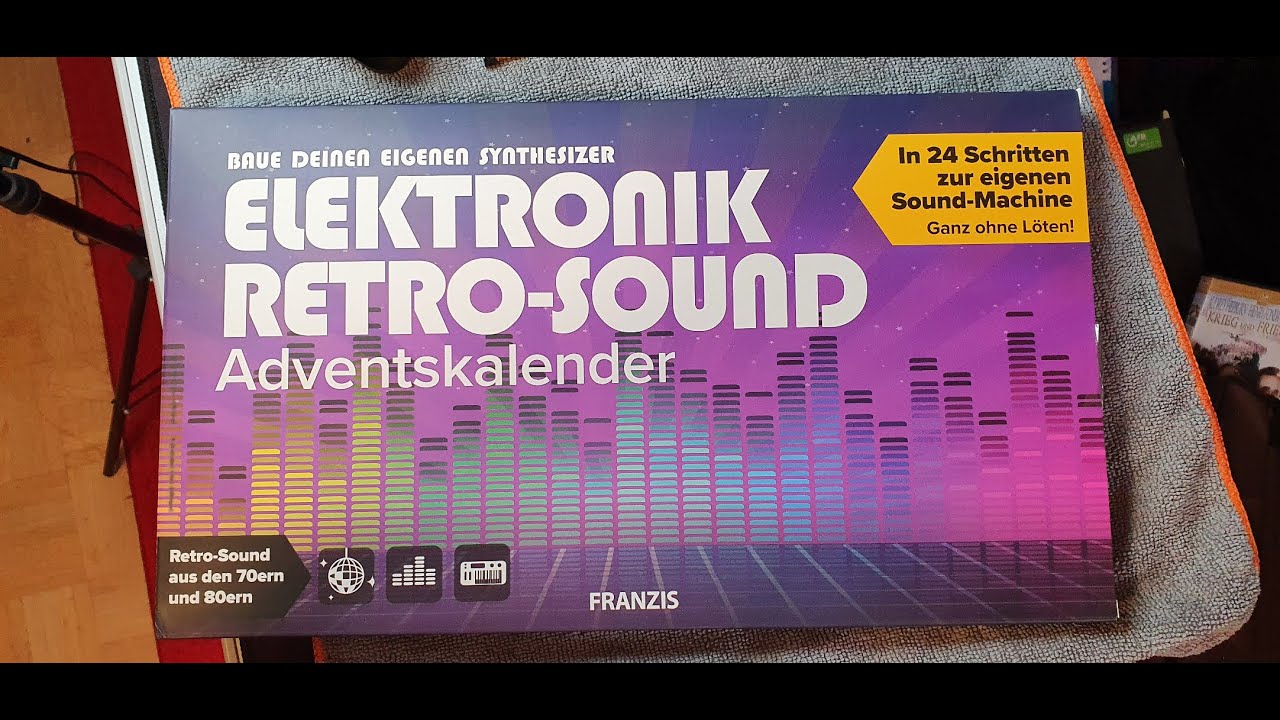 BAUE DEINEN EIGENEN SYNTHESIZER
ELEKTRONIK
RETRO-SOUND
Adventskalender
In 24 Schritten
zur eigenen
Sound-Machine
Ganz ohne Löten!
Retro-Sound
aus den 70ern
und 80ern
FRANZIS
KRIEG